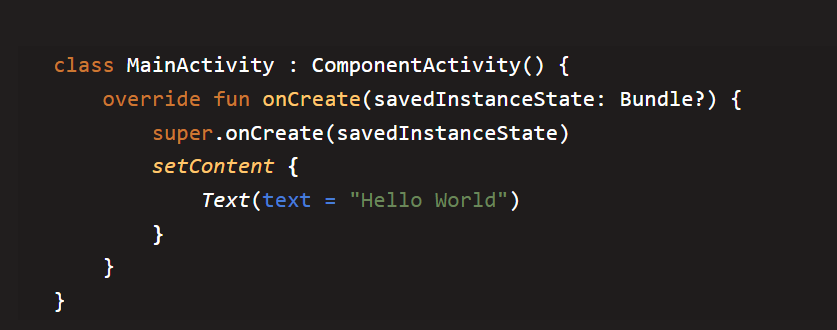 class MainActivity : ComponentActivity() {
    override fun onCreate(savedInstanceState: Bundle?) {
        super.onCreate(savedInstanceState)
        setContent {
            Text(text = "Hello World")
        }
    }
}